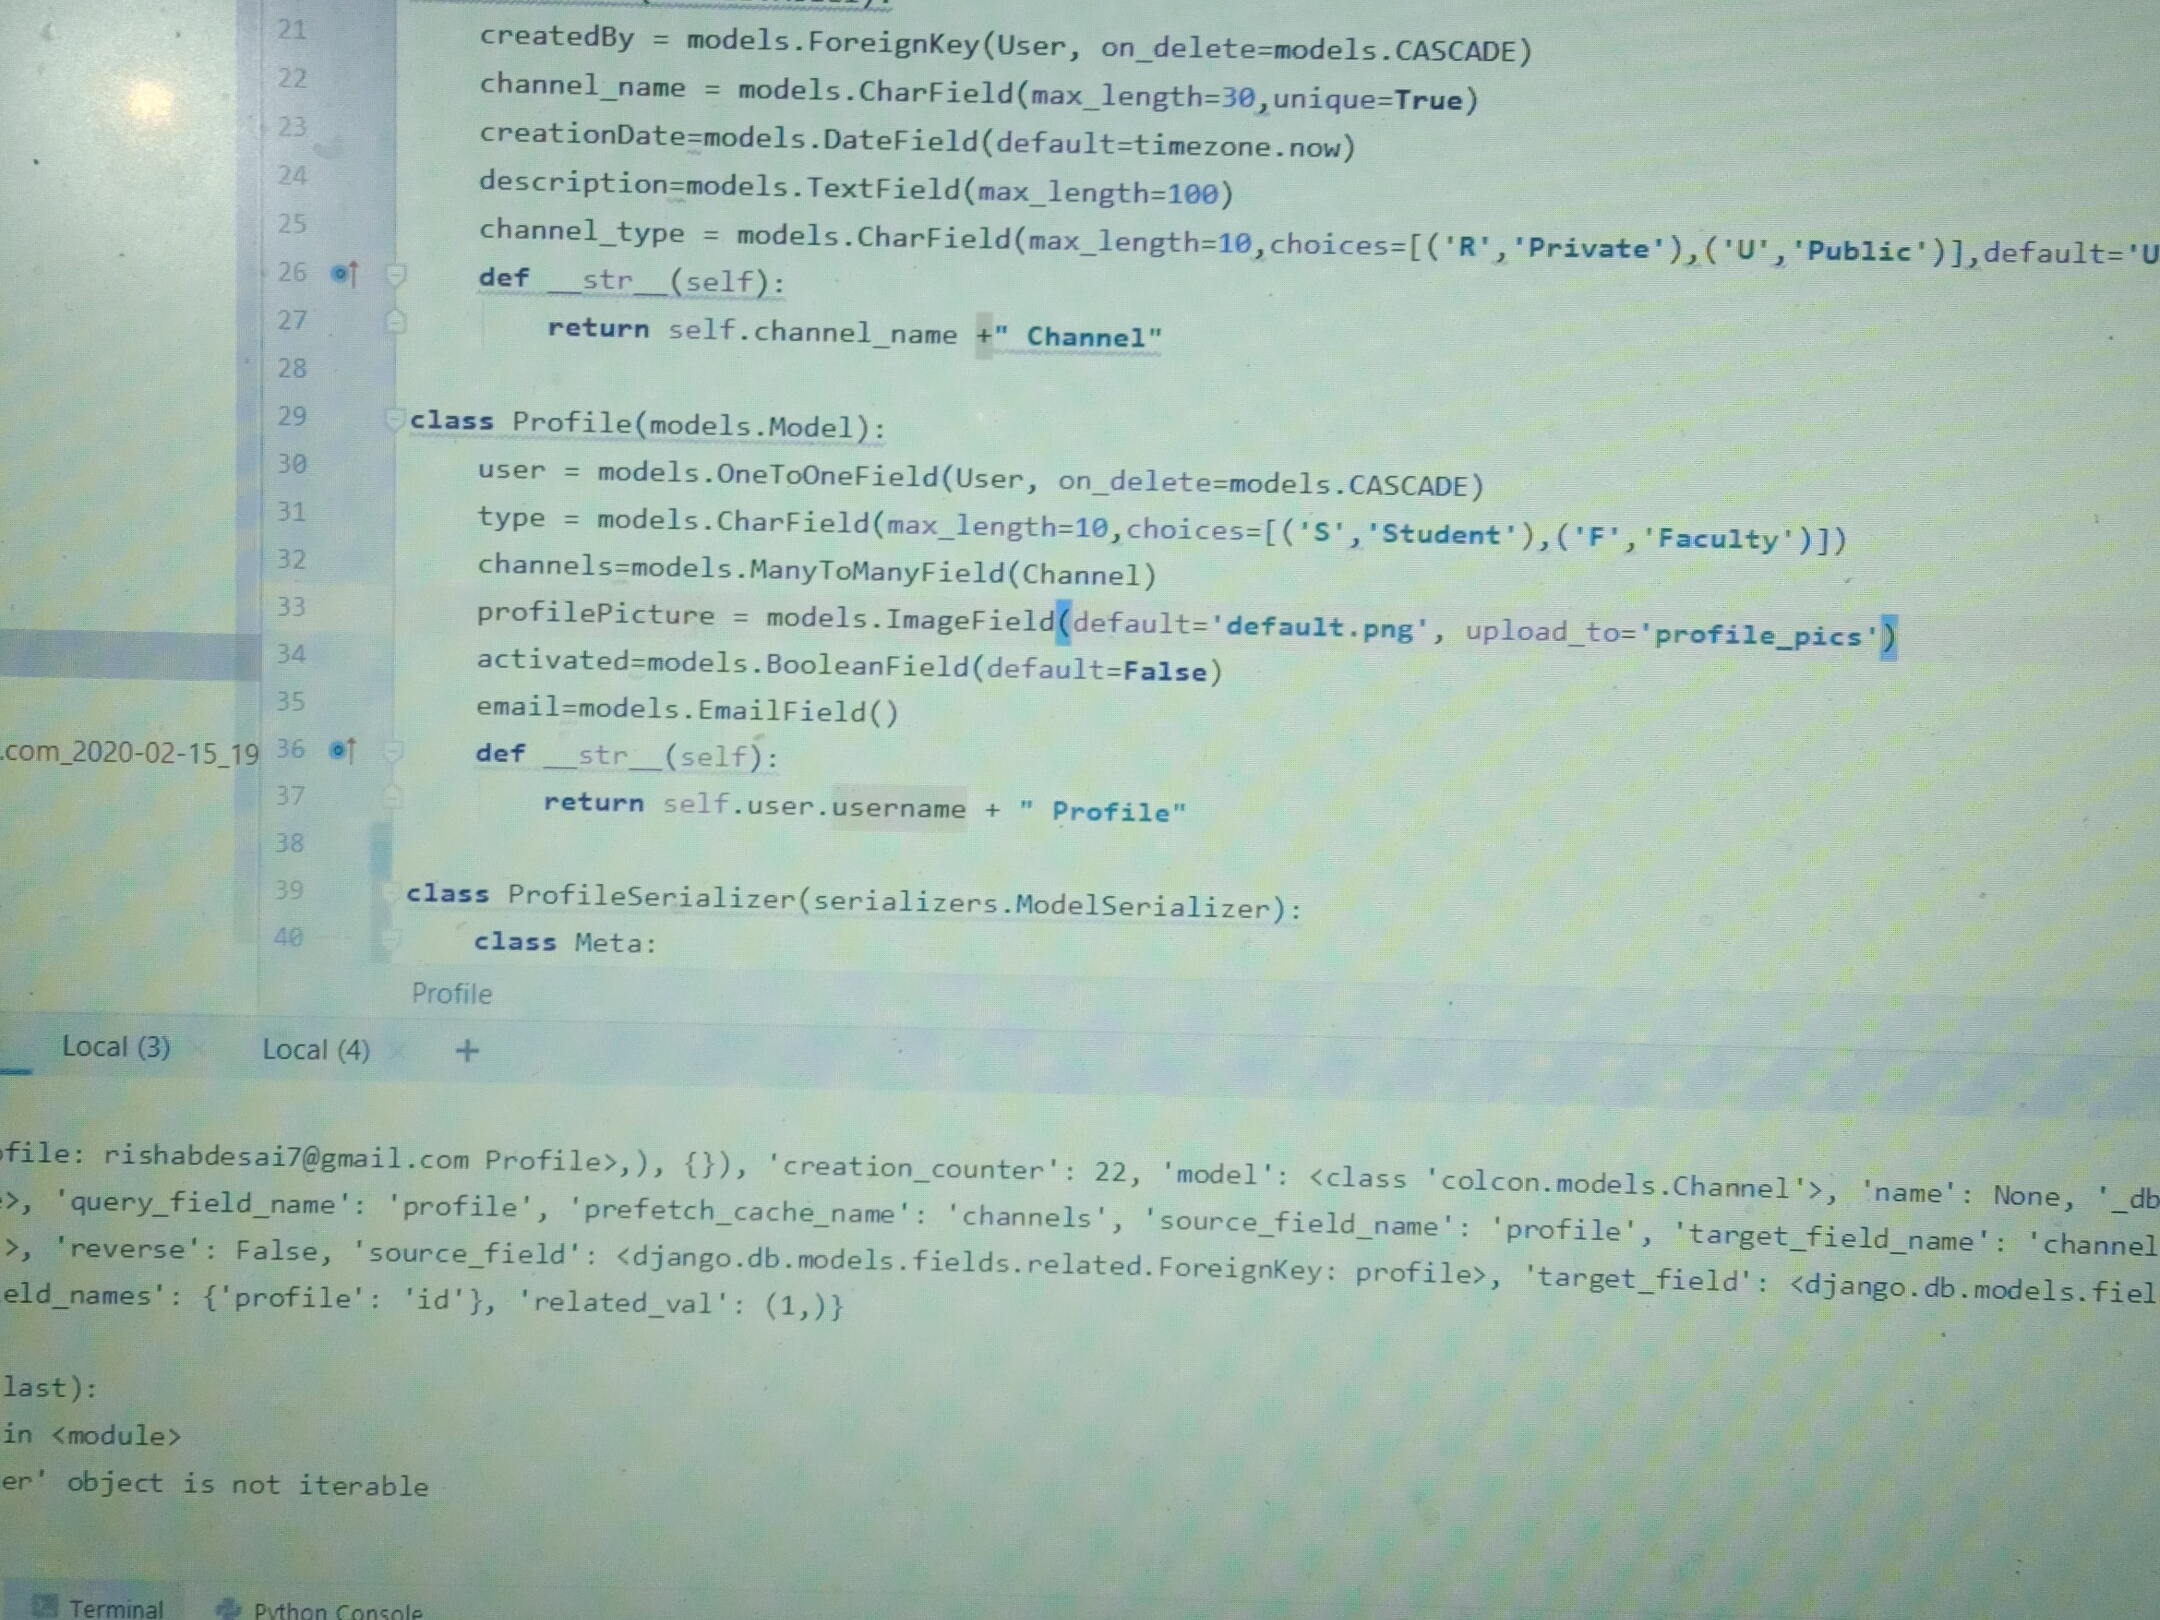 21 createdBy = models.ForeignKey(User, on_delete=models.CASCADE)
22 channel_name = models.CharField(max_length=30,unique=True)
23 creationDate=models.DateField(default=timezone.now)
24 description=models.TextField(max_length=100)
25 channel_type = models.CharField(max_length=10,choices=[('R','Private'),('U','Public')],default='U
26 def __str__(self):
27 return self.channel_name +" Channel"
28
29 class Profile(models.Model):
30 user = models.OneToOneField(User, on_delete=models.CASCADE)
31 type = models.CharField(max_length=10,choices=[('S','Student'),('F','Faculty')])
32 channels=models.ManyToManyField(Channel)
33 profilePicture = models.ImageField(default='default.png', upload_to='profile_pics')
34 activated=models.BooleanField(default=False)
35 email=models.EmailField()
.com_2020-02-15_19 36 def __str__(self):
37 return self.user.username + " Profile"
38
39 class ProfileSerializer(serializers.ModelSerializer):
40 class Meta:
Profile
Local (3) Local (4) +
ofile: rishabdesai7@gmail.com Profile>,), {}), 'creation_counter': 22, 'model': <class 'colcon.models.Channel'>, 'name': None, '_db
>, 'query_field_name': 'profile', 'prefetch_cache_name': 'channels', 'source_field_name': 'profile', 'target_field_name': 'channel
>, 'reverse': False, 'source_field': <django.db.models.fields.related.ForeignKey: profile>, 'target_field': <django.db.models.fiel
eld_names': {'profile': 'id'}, 'related_val': (1,)}
last):
in <module>
er' object is not iterable
Terminal Python Console